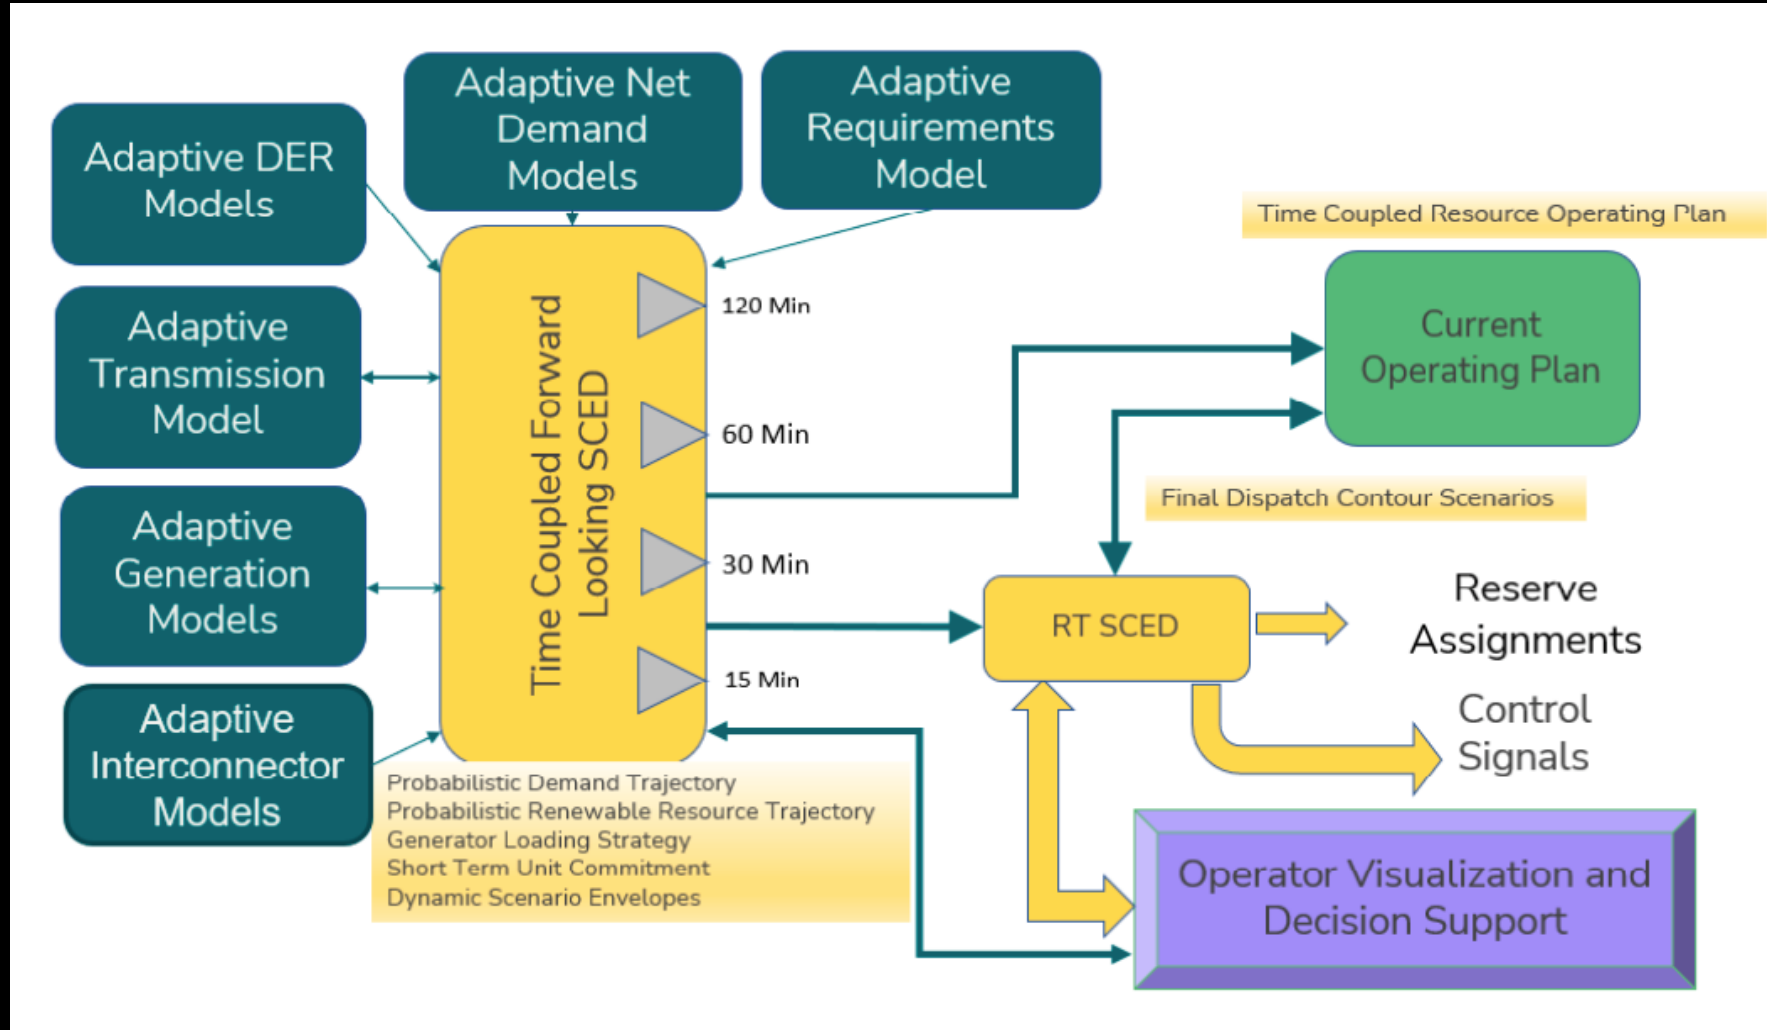 Adaptive DER
Models
Adaptive Net
Demand
Models
Adaptive
Requirements
Model
Adaptive
Transmission
Model
Adaptive
Generation
Models
Adaptive
Interconnector
Models
Time Coupled Forward
Looking SCED
120 Min
60 Min
30 Min
15 Min
Probabilistic Demand Trajectory
Probabilistic Renewable Resource Trajectory
Generator Loading Strategy
Short Term Unit Commitment
Dynamic Scenario Envelopes
Time Coupled Resource Operating Plan
Current
Operating Plan
Final Dispatch Contour Scenarios
RT SCED
Reserve
Assignments
Control
Signals
Operator Visualization and
Decision Support